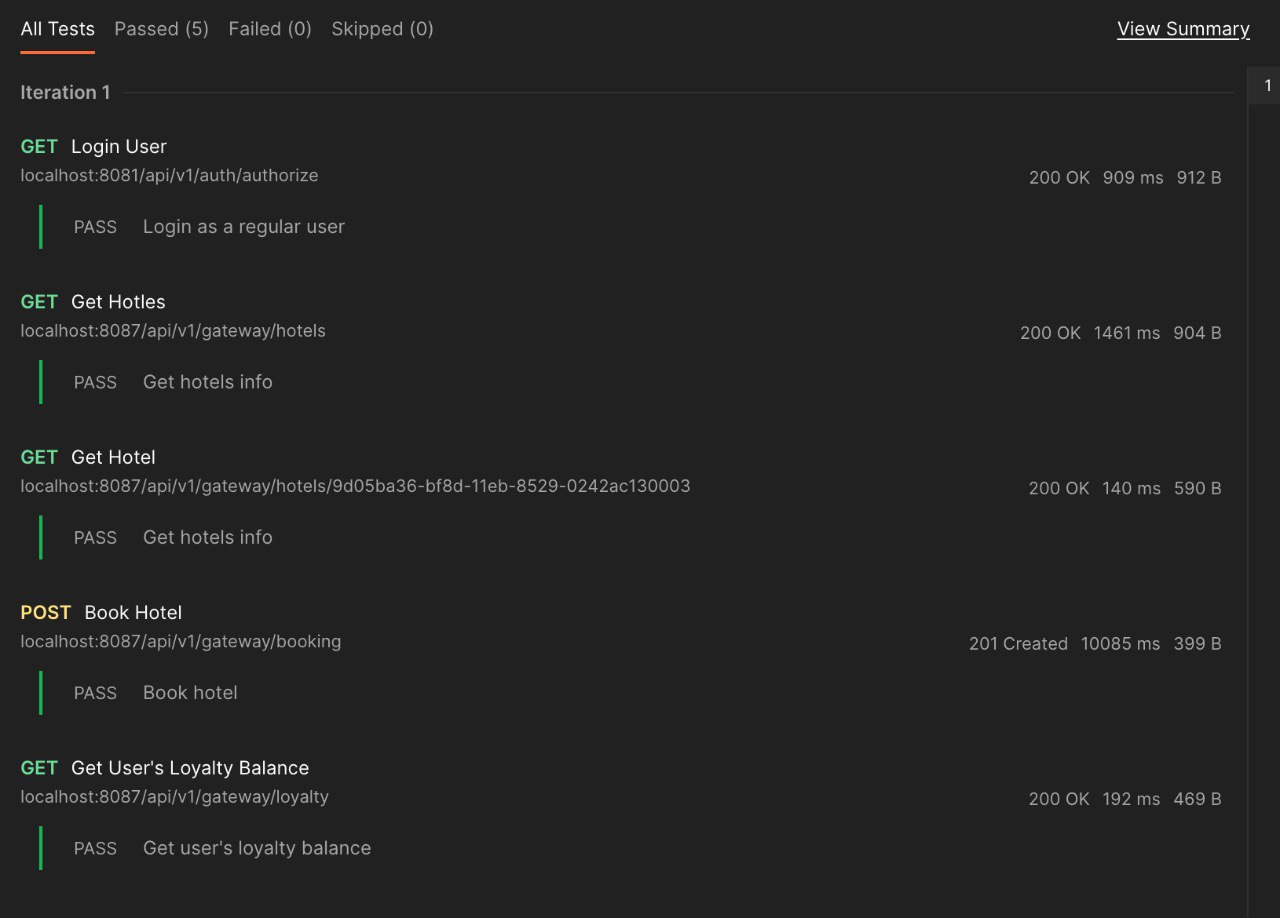 All Tests Passed (5) Failed (0) Skipped (0) View Summary
Iteration 1 1
GET Login User
localhost:8081/api/v1/auth/authorize 200 OK 909 ms 912 B
PASS Login as a regular user
GET Get Hotles
localhost:8087/api/v1/gateway/hotels 200 OK 1461 ms 904 B
PASS Get hotels info
GET Get Hotel
localhost:8087/api/v1/gateway/hotels/9d05ba36-bf8d-11eb-8529-0242ac130003 200 OK 140 ms 590 B
PASS Get hotels info
POST Book Hotel
localhost:8087/api/v1/gateway/booking 201 Created 10085 ms 399 B
PASS Book hotel
GET Get User's Loyalty Balance
localhost:8087/api/v1/gateway/loyalty 200 OK 192 ms 469 B
PASS Get user's loyalty balance